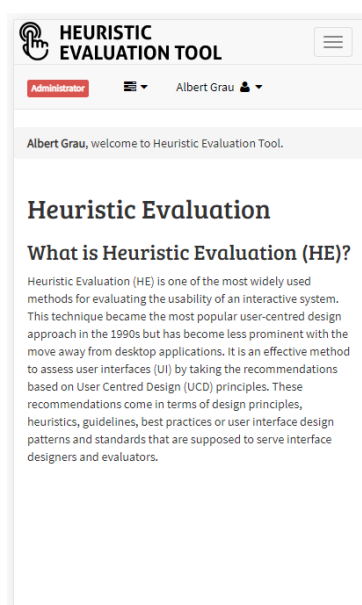 HEURISTIC
EVALUATION TOOL
Administrator
Albert Grau
Albert Grau, welcome to Heuristic Evaluation Tool.
Heuristic Evaluation
What is Heuristic Evaluation (HE)?
Heuristic Evaluation (HE) is one of the most widely used
methods for evaluating the usability of an interactive system.
This technique became the most popular user-centred design
approach in the 1990s but has become less prominent with the
move away from desktop applications. It is an effective method
to assess user interfaces (UI) by taking the recommendations
based on User Centred Design (UCD) principles. These
recommendations come in terms of design principles,
heuristics, guidelines, best practices or user interface design
patterns and standards that are supposed to serve interface
designers and evaluators.